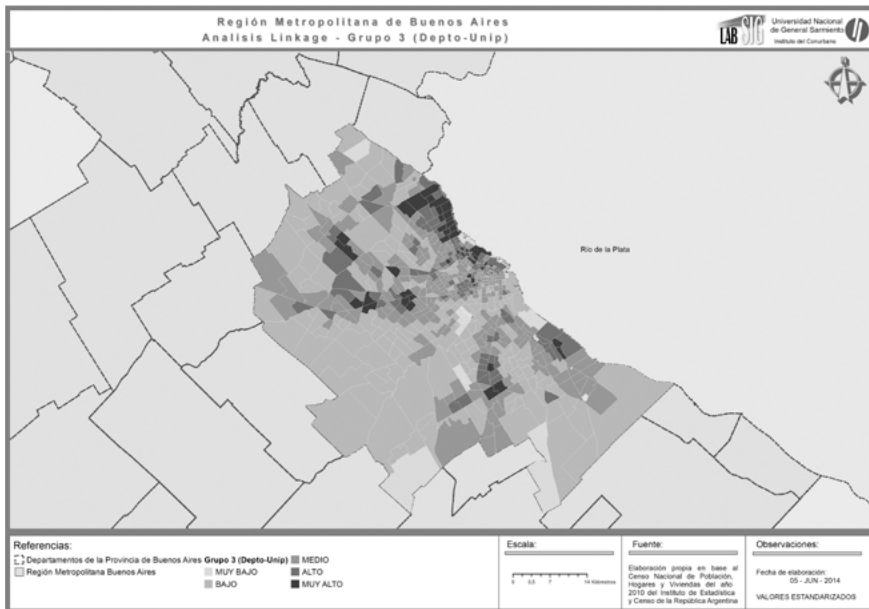 Región Metropolitana de Buenos Aires
Analisis Linkage - Grupo 3 (Depto-Unip)
LAB SIG
Universidad Nacional
de General Sarmiento
Instituto del Conurbano
Río de la Plata
Referencias:
Departamentos de la Provincia de Buenos Aires
Región Metropolitana Buenos Aires
Grupo 3 (Depto-Unip)
MUY BAJO
BAJO
MEDIO
ALTO
MUY ALTO
Escala:
0 3,5 7 14 Kilómetros
Fuente:
Elaboración propia en base al
Censo Nacional de Población,
Hogares y Viviendas del año
2010 del Instituto de Estadística
y Censo de la República Argentina
Observaciones:
Fecha de elaboración:
05 - JUN - 2014
VALORES ESTANDARIZADOS